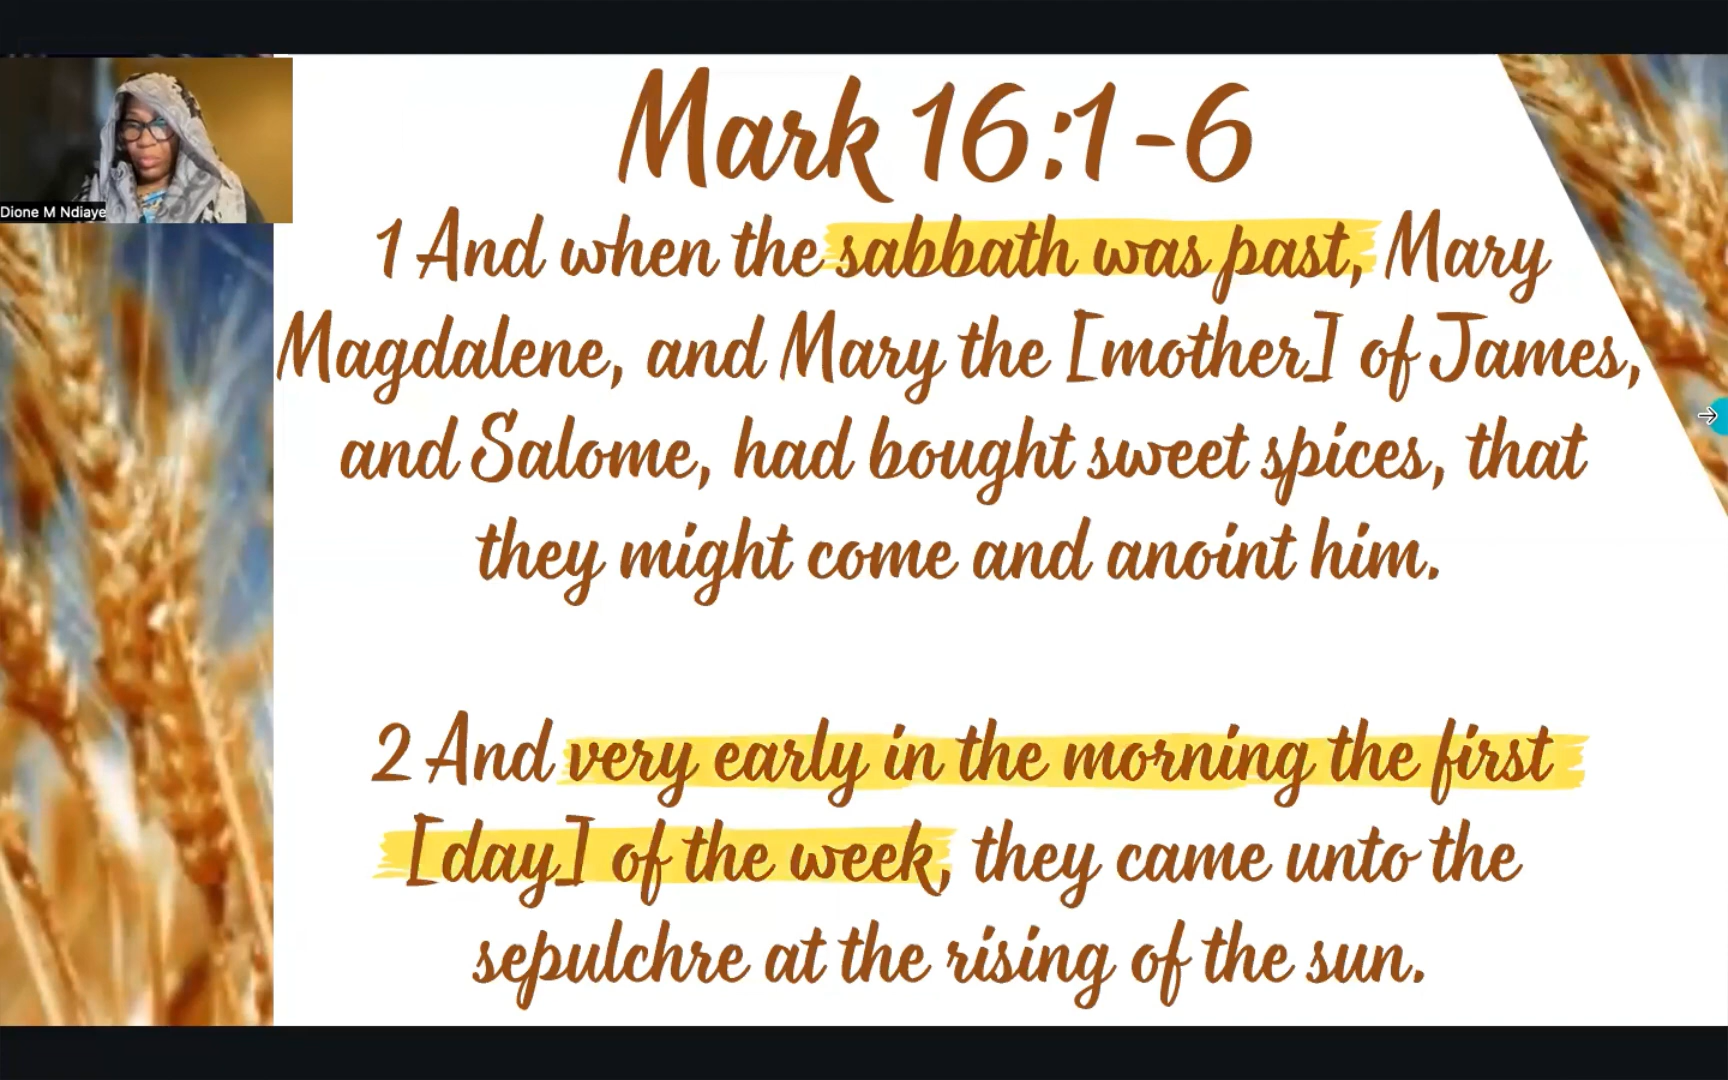 Mark 16:1-6
Dione M Ndiaye
1 And when the sabbath was past, Mary
Magdalene, and Mary the [mother] of James,
and Salome, had bought sweet spices, that
they might come and anoint him.
2 And very early in the morning the first
[day] of the week, they came unto the
sepulchre at the rising of the sun.